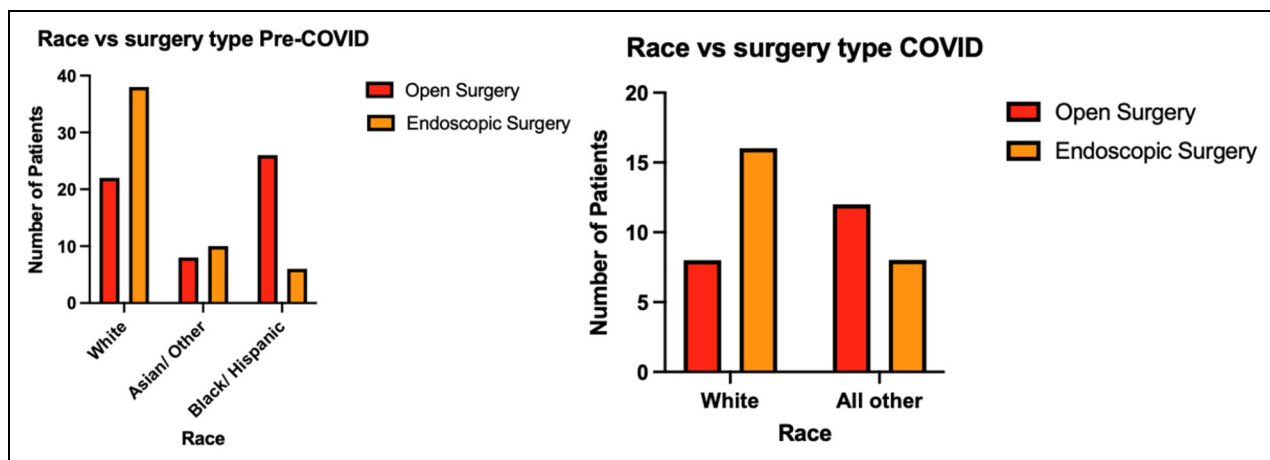 Race vs surgery type Pre-COVID
Open Surgery
Endoscopic Surgery
Number of Patients
40
30
20
10
0
White
Asian/ Other
Black/ Hispanic
Race
Race vs surgery type COVID
Open Surgery
Endoscopic Surgery
Number of Patients
20
15
10
5
0
White
All other
Race